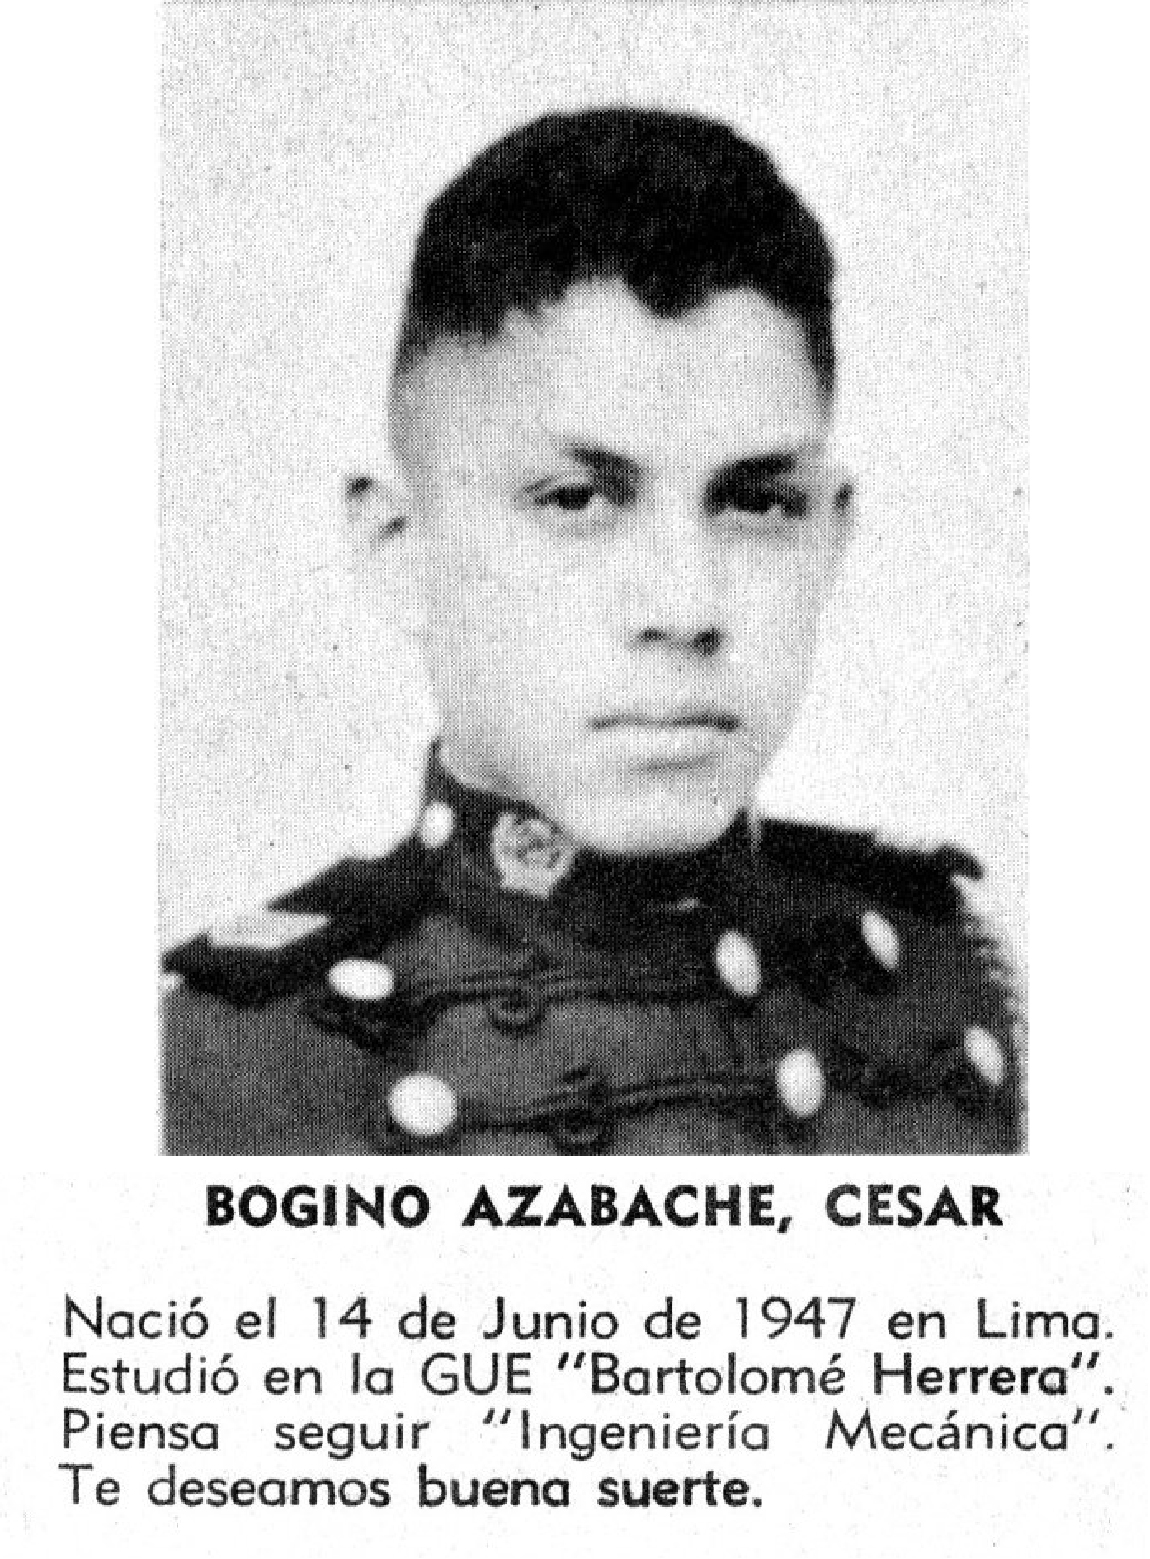 BOGINO AZABACHE, CESAR
Nació el 14 de Junio de 1947 en Lima.
Estudió en la GUE "Bartolomé Herrera".
Piensa seguir "Ingeniería Mecánica".
Te deseamos buena suerte.